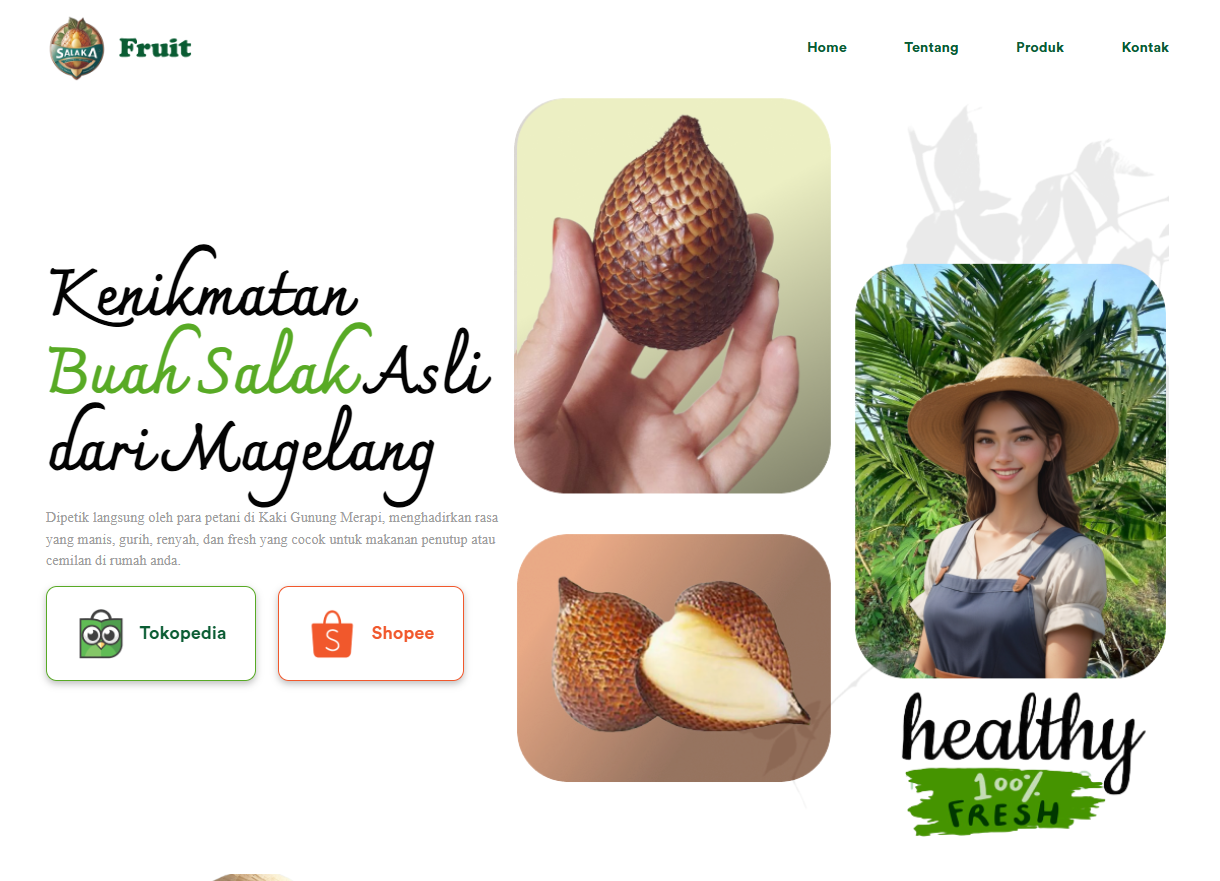 SALAKA
Fruit
Home
Tentang
Produk
Kontak
Kenikmatan
Buah Salak Asli
dari Magelang
Dipetik langsung oleh para petani di Kaki Gunung Merapi, menghadirkan rasa
yang manis, gurih, renyah, dan fresh yang cocok untuk makanan penutup atau
cemilan di rumah anda.
Tokopedia
S
Shopee
healthy
100%
FRESH